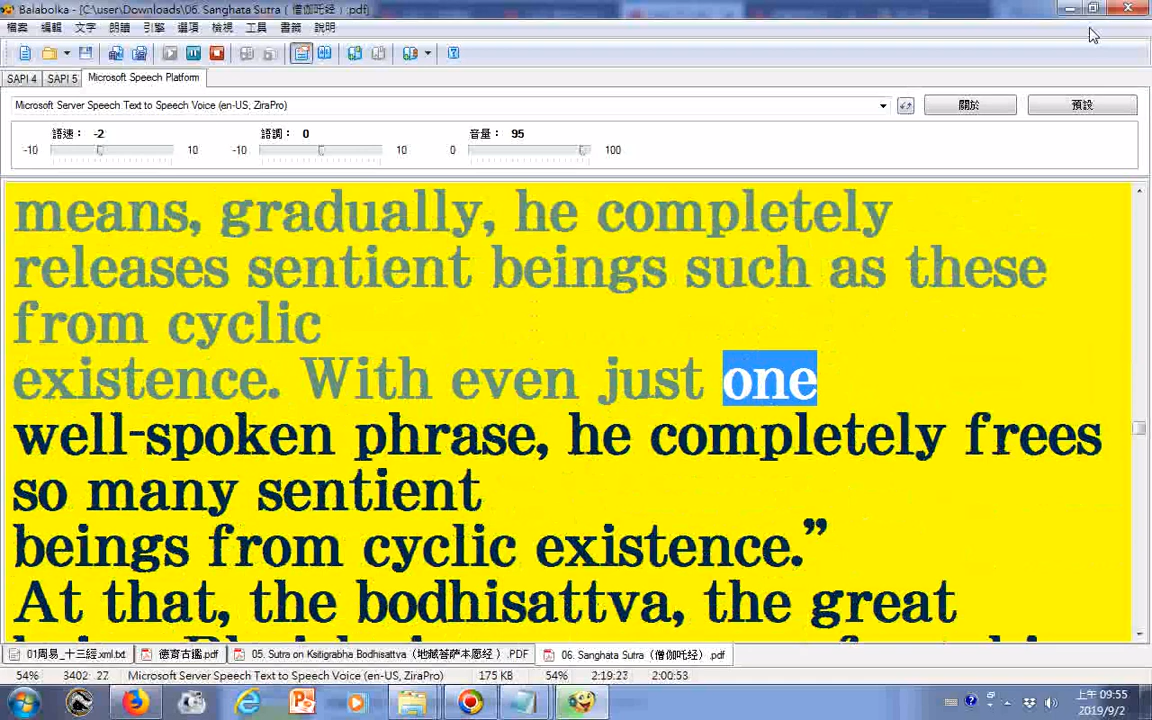 Balabolka - [C:\user\Downloads\06. Sanghata Sutra（僧伽吒经）.pdf]
檔案 編輯 文字 朗讀 引擎 選項 檢視 工具 書籤 說明
SAPI 4 SAPI 5 Microsoft Speech Platform
Microsoft Server Speech Text to Speech Voice (en-US, ZiraPro) 關於 預設
語速： -2 語調： 0 音量： 95
-10 10 -10 10 0 100
means, gradually, he completely
releases sentient beings such as these
from cyclic
existence. With even just one
well-spoken phrase, he completely frees
so many sentient
beings from cyclic existence.”
At that, the bodhisattva, the great
01周易_十三經.xml.txt 德育古鑑.pdf 05. Sutra on Ksitigrabha Bodhisattva（地藏菩萨本愿经）.PDF 06. Sanghata Sutra（僧伽吒经）.pdf
54% 3402: 27 Microsoft Server Speech Text to Speech Voice (en-US, ZiraPro) 175 KB 54% 2:19:23 2:00:53
上午 09:55
2019/9/2